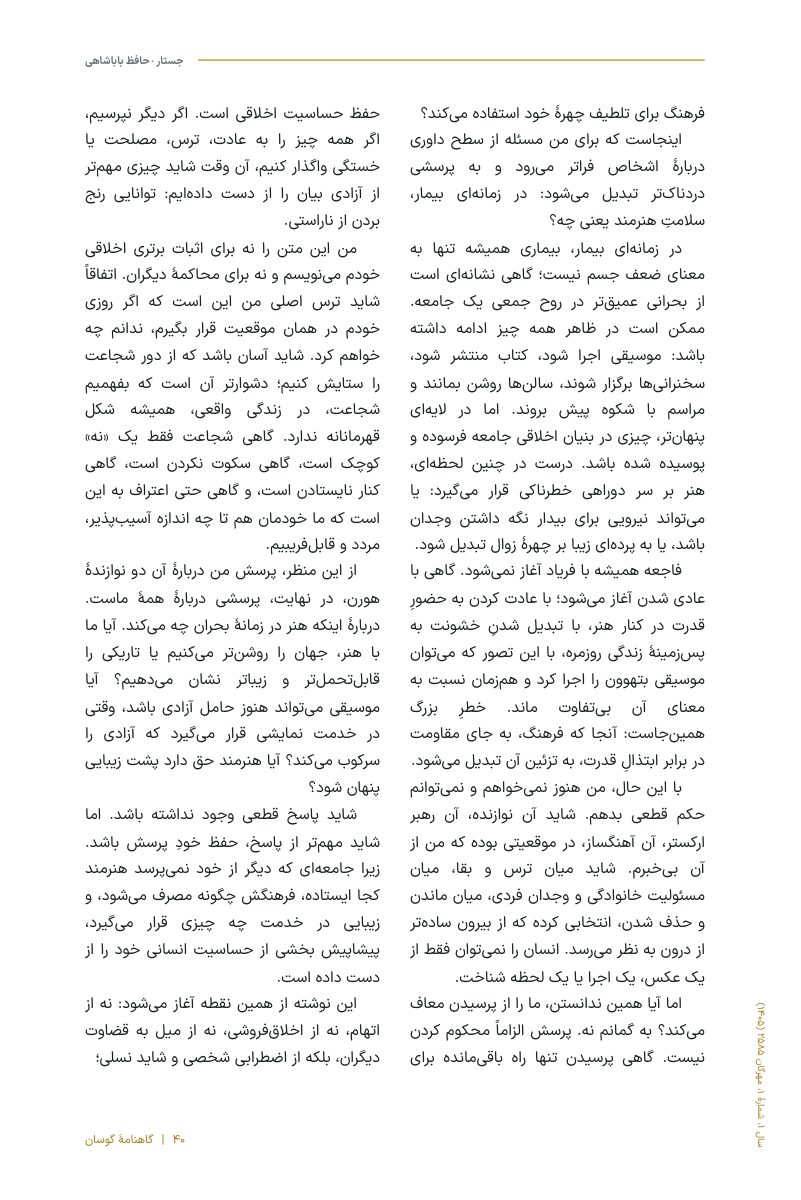 جستار · حافظ باباشاهی
فرهنگ برای تلطیف چهرهٔ خود استفاده می‌کند؟
اینجاست که برای من مسئله از سطح داوری
دربارهٔ اشخاص فراتر می‌رود و به پرسشی
دردناک‌تر تبدیل می‌شود: در زمانه‌ای بیمار،
سلامتِ هنرمند یعنی چه؟
در زمانه‌ای بیمار، بیماری همیشه تنها به
معنای ضعف جسم نیست؛ گاهی نشانه‌ای است
از بحرانی عمیق‌تر در روح جمعی یک جامعه.
ممکن است در ظاهر همه چیز ادامه داشته
باشد: موسیقی اجرا شود، کتاب منتشر شود،
سخنرانی‌ها برگزار شوند، سالن‌ها روشن بمانند و
مراسم با شکوه پیش بروند. اما در لایه‌ای
پنهان‌تر، چیزی در بنیان اخلاقی جامعه فرسوده و
پوسیده شده باشد. درست در چنین لحظه‌ای،
هنر بر سر دوراهی خطرناکی قرار می‌گیرد: یا
می‌تواند نیرویی برای بیدار نگه داشتن وجدان
باشد، یا به پرده‌ای زیبا بر چهرهٔ زوال تبدیل شود.
فاجعه همیشه با فریاد آغاز نمی‌شود. گاهی با
عادی شدن آغاز می‌شود؛ با عادت کردن به حضورِ
قدرت در کنار هنر، با تبدیل شدنِ خشونت به
پس‌زمینهٔ زندگی روزمره، با این تصور که می‌توان
موسیقی بتهوون را اجرا کرد و هم‌زمان نسبت به
معنای آن بی‌تفاوت ماند. خطرِ بزرگ
همین‌جاست: آنجا که فرهنگ، به جای مقاومت
در برابر ابتذالِ قدرت، به تزئین آن تبدیل می‌شود.
با این حال، من هنوز نمی‌خواهم و نمی‌توانم
حکم قطعی بدهم. شاید آن نوازنده، آن رهبر
ارکستر، آن آهنگساز، در موقعیتی بوده که من از
آن بی‌خبرم. شاید میان ترس و بقا، میان
مسئولیت خانوادگی و وجدان فردی، میان ماندن
و حذف شدن، انتخابی کرده که از بیرون ساده‌تر
از درون به نظر می‌رسد. انسان را نمی‌توان فقط از
یک عکس، یک اجرا یا یک لحظه شناخت.
اما آیا همین ندانستن، ما را از پرسیدن معاف
می‌کند؟ به گمانم نه. پرسش الزاماً محکوم کردن
نیست. گاهی پرسیدن تنها راه باقی‌مانده برای
حفظ حساسیت اخلاقی است. اگر دیگر نپرسیم،
اگر همه چیز را به عادت، ترس، مصلحت یا
خستگی واگذار کنیم، آن وقت شاید چیزی مهم‌تر
از آزادی بیان را از دست داده‌ایم: توانایی رنج
بردن از ناراستی.
من این متن را نه برای اثبات برتری اخلاقی
خودم می‌نویسم و نه برای محاکمهٔ دیگران. اتفاقاً
شاید ترس اصلی من این است که اگر روزی
خودم در همان موقعیت قرار بگیرم، ندانم چه
خواهم کرد. شاید آسان باشد که از دور شجاعت
را ستایش کنیم؛ دشوارتر آن است که بفهمیم
شجاعت، در زندگی واقعی، همیشه شکل
قهرمانانه ندارد. گاهی شجاعت فقط یک «نه»
کوچک است، گاهی سکوت نکردن است، گاهی
کنار نایستادن است، و گاهی حتی اعتراف به این
است که ما خودمان هم تا چه اندازه آسیب‌پذیر،
مردد و قابل‌فریبیم.
از این منظر، پرسش من دربارهٔ آن دو نوازندهٔ
هورن، در نهایت، پرسشی دربارهٔ همهٔ ماست.
دربارهٔ اینکه هنر در زمانهٔ بحران چه می‌کند. آیا ما
با هنر، جهان را روشن‌تر می‌کنیم یا تاریکی را
قابل‌تحمل‌تر و زیباتر نشان می‌دهیم؟ آیا
موسیقی می‌تواند هنوز حامل آزادی باشد، وقتی
در خدمت نمایشی قرار می‌گیرد که آزادی را
سرکوب می‌کند؟ آیا هنرمند حق دارد پشت زیبایی
پنهان شود؟
شاید پاسخ قطعی وجود نداشته باشد. اما
شاید مهم‌تر از پاسخ، حفظ خودِ پرسش باشد.
زیرا جامعه‌ای که دیگر از خود نمی‌پرسد هنرمند
کجا ایستاده، فرهنگش چگونه مصرف می‌شود، و
زیبایی در خدمت چه چیزی قرار می‌گیرد،
پیشاپیش بخشی از حساسیت انسانی خود را از
دست داده است.
این نوشته از همین نقطه آغاز می‌شود: نه از
اتهام، نه از اخلاق‌فروشی، نه از میل به قضاوت
دیگران، بلکه از اضطرابی شخصی و شاید نسلی؛
سال ۱، شمارهٔ ۱، مهرگان ۲۵۸۵ (۱۴۰۵)
۴۰ | گاهنامهٔ گوسان